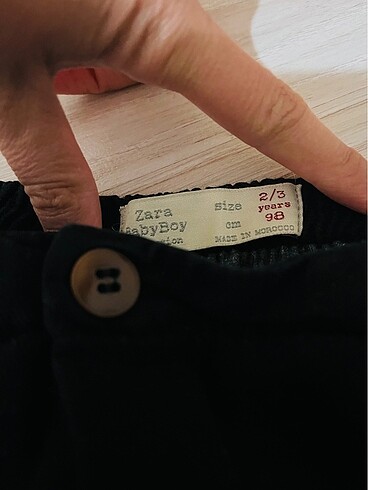 Zara
BabyBoy
Size
cm
2/3
years
98
MADE IN MOROCCO